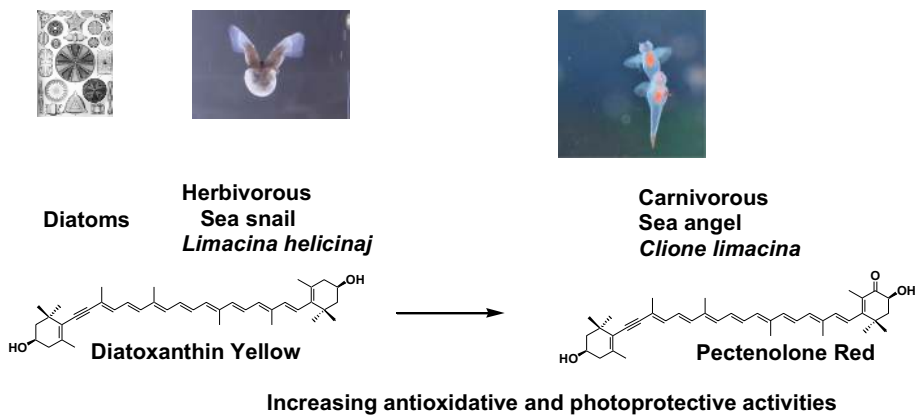 Diatoms
Herbivorous
Sea snail
Limacina helicinaj
Carnivorous
Sea angel
Clione limacina
OH
HO
Diatoxanthin Yellow
O
OH
HO
Pectenolone Red
Increasing antioxidative and photoprotective activities